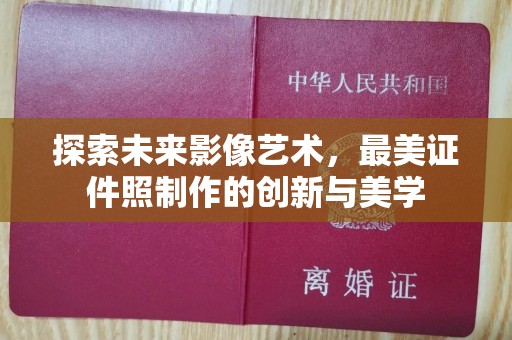 中华人民共和国
探索未来影像艺术，最美证
件照制作的创新与美学
离婚证